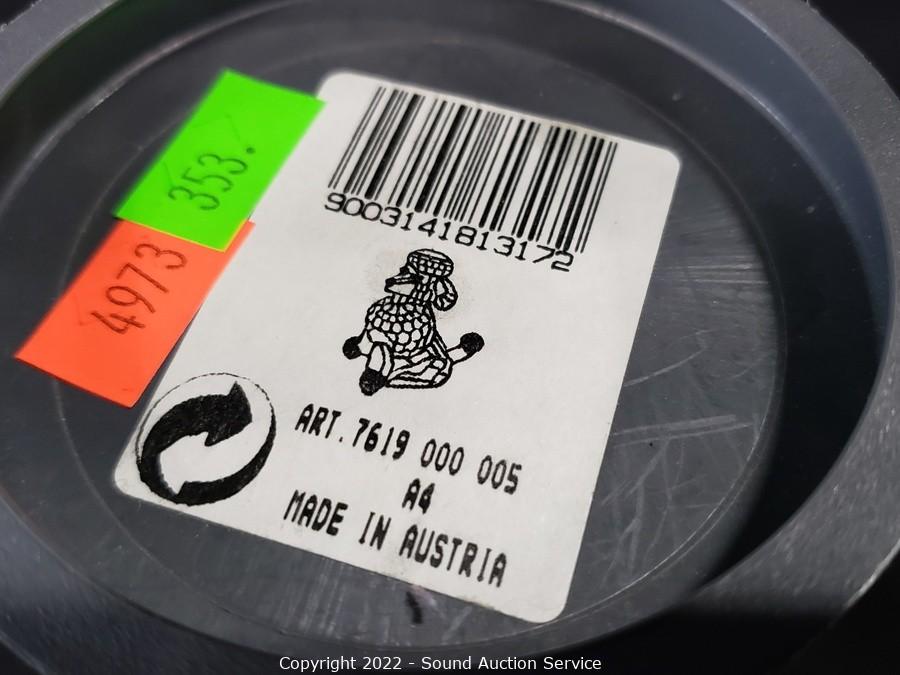 353.
4973
9003141813172
ART.7619 000 005
A4
MADE IN AUSTRIA
Copyright 2022 - Sound Auction Service